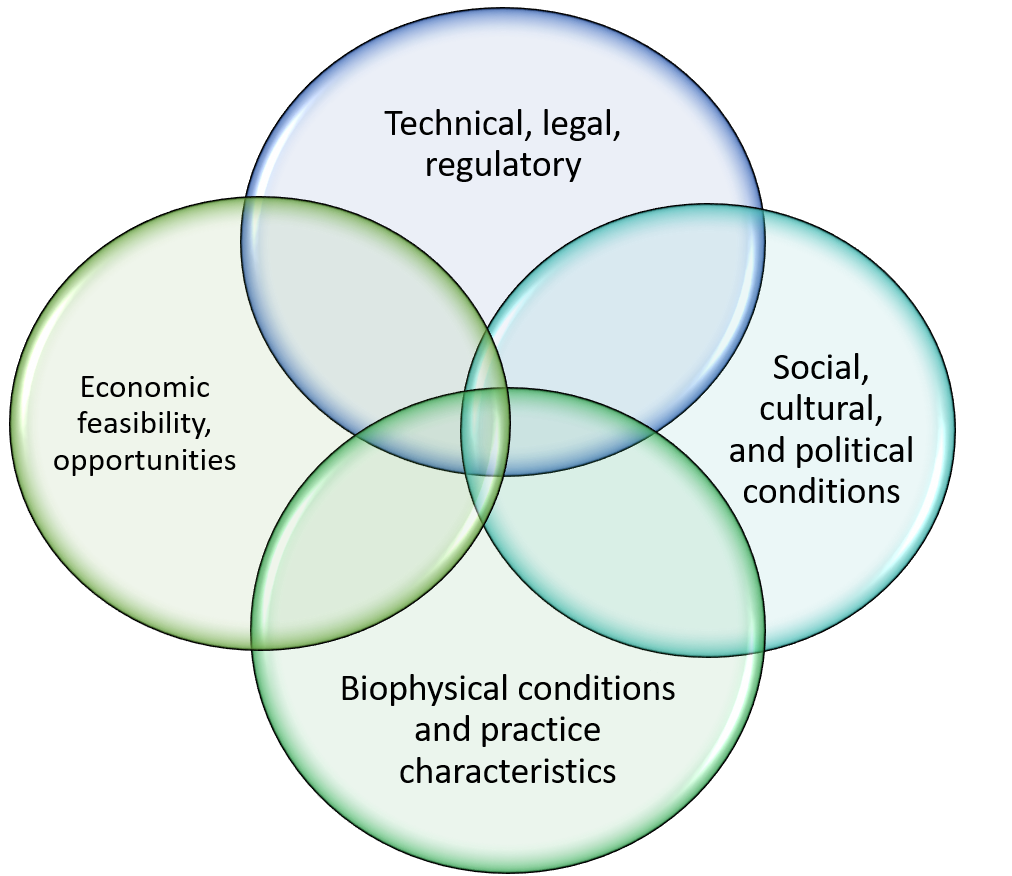 Technical, legal,
regulatory
Economic
feasibility,
opportunities
Social,
cultural,
and political
conditions
Biophysical conditions
and practice
characteristics